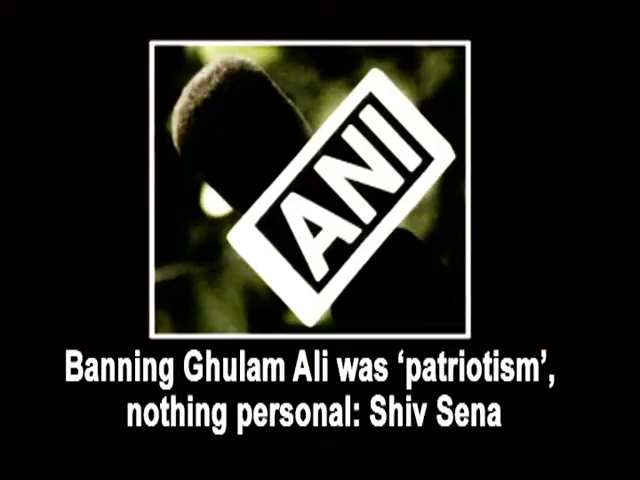 ANI
Banning Ghulam Ali was ‘patriotism’,
nothing personal: Shiv Sena